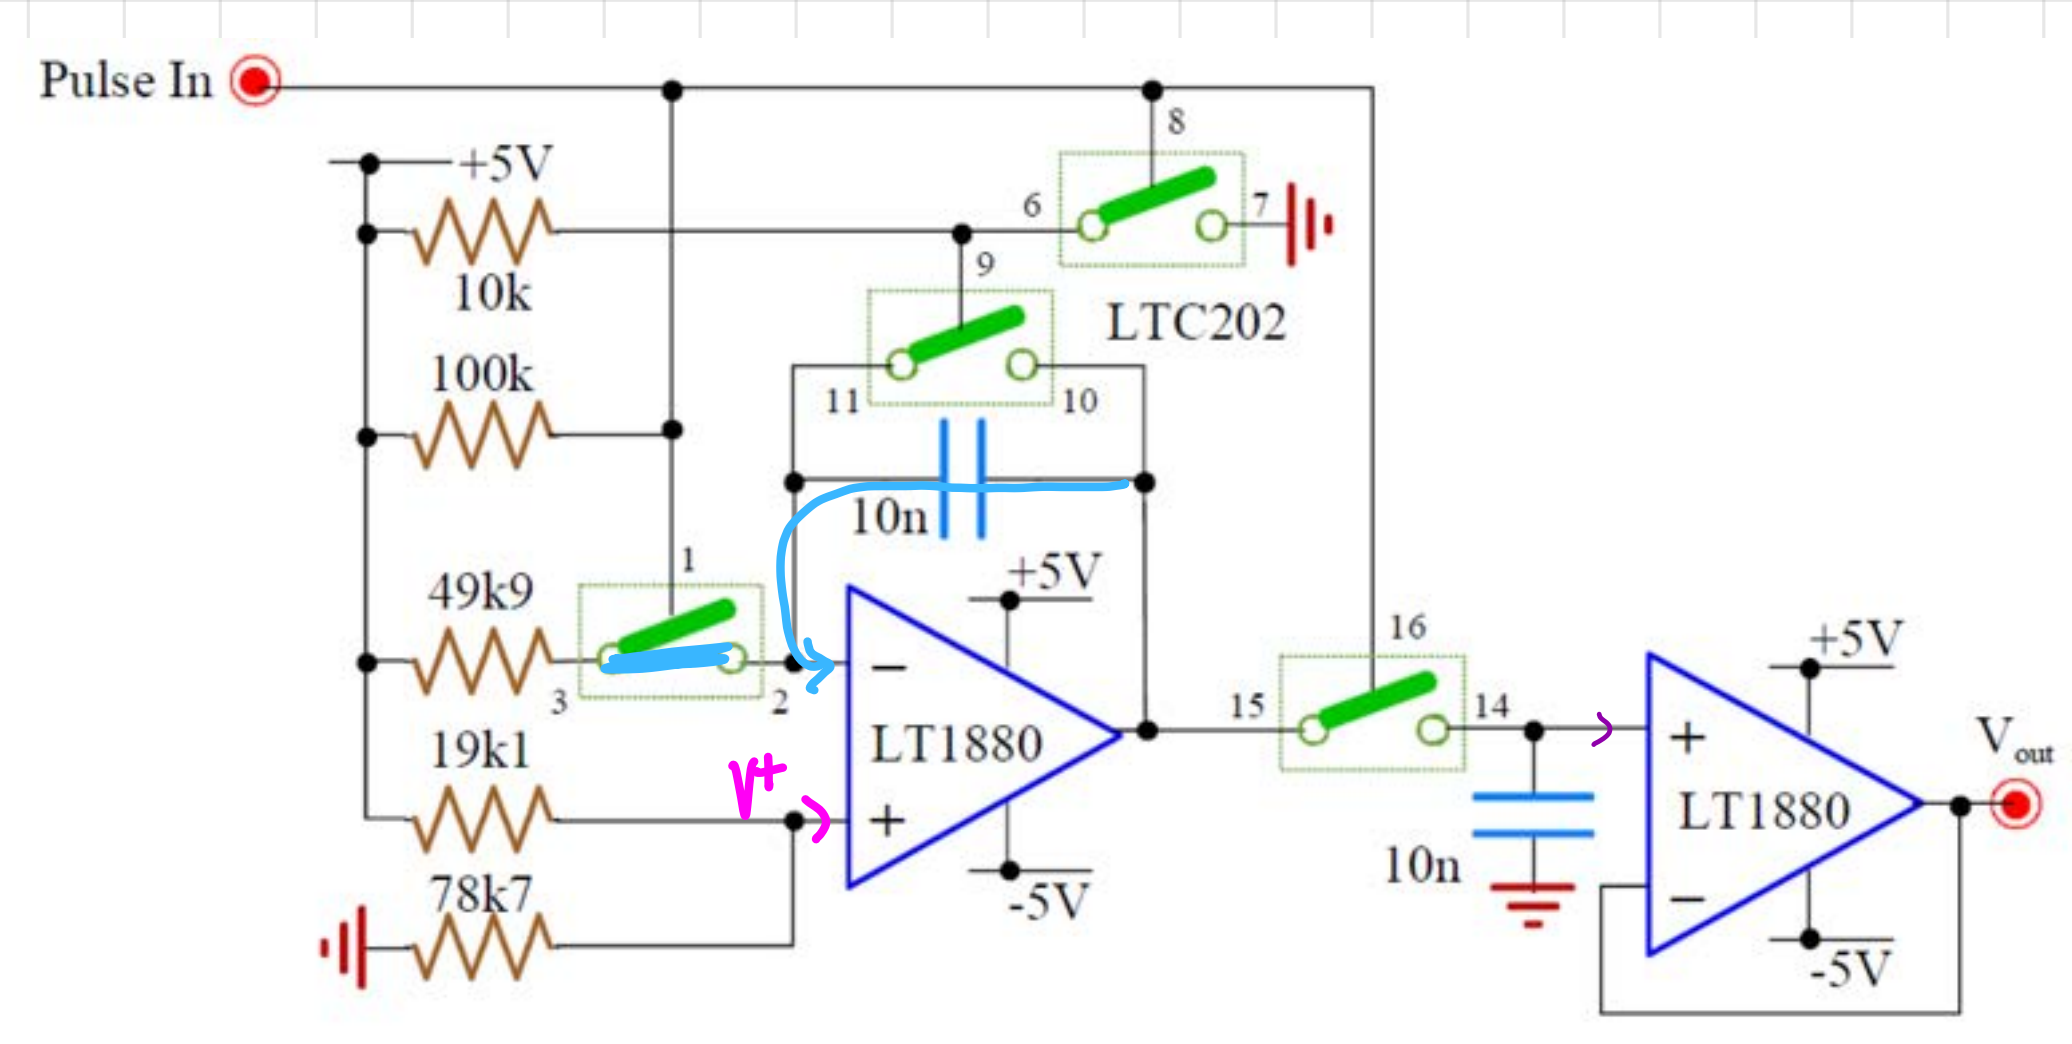 Pulse In
8
+5V
6
7
9
10k
LTC202
100k
11
10
10n
1
+5V
49k9
16
3
2
+5V
15
14
19k1
LT1880
V+
Vout
LT1880
78k7
10n
-5V
-5V